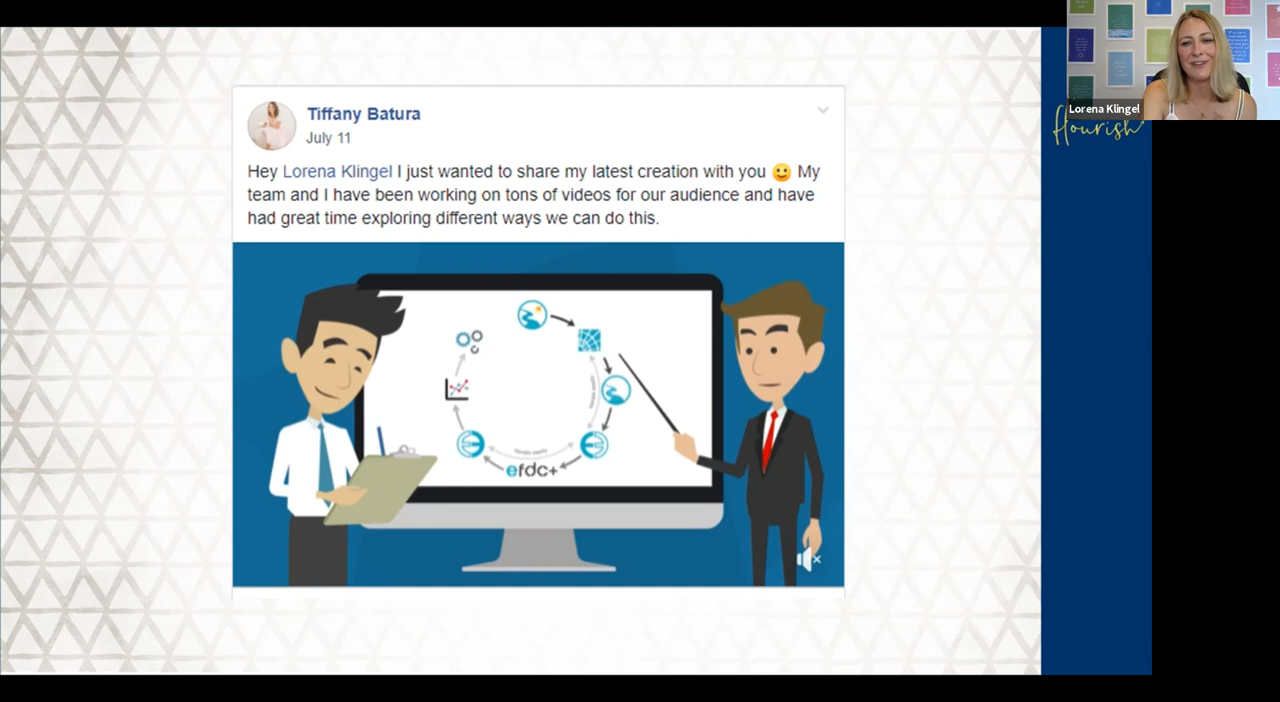 Lorena Klingel
flourish
Tiffany Batura
July 11
Hey Lorena Klingel I just wanted to share my latest creation with you 🙂 My
team and I have been working on tons of videos for our audience and have
had great time exploring different ways we can do this.
efdc+